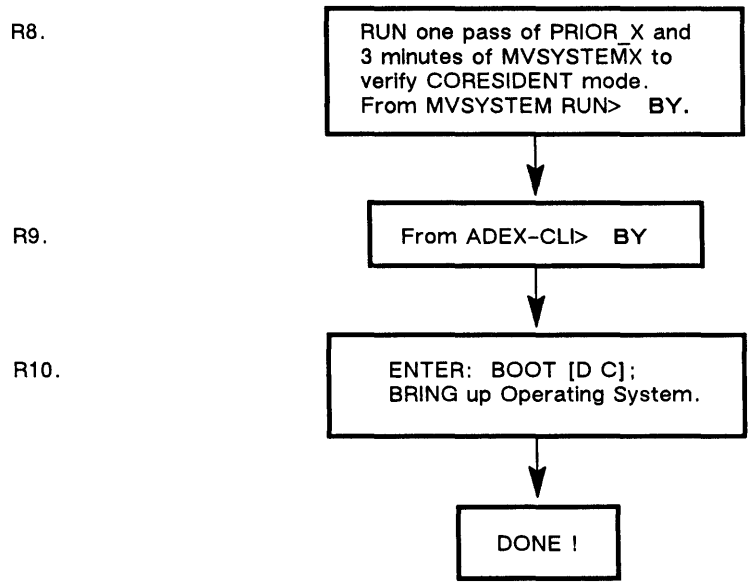 R8.
RUN one pass of PRIOR_X and
3 minutes of MVSYSTEMX to
verify CORESIDENT mode.
From MVSYSTEM RUN> BY.
R9.
From ADEX-CLI> BY
R10.
ENTER: BOOT [D C];
BRING up Operating System.
DONE !